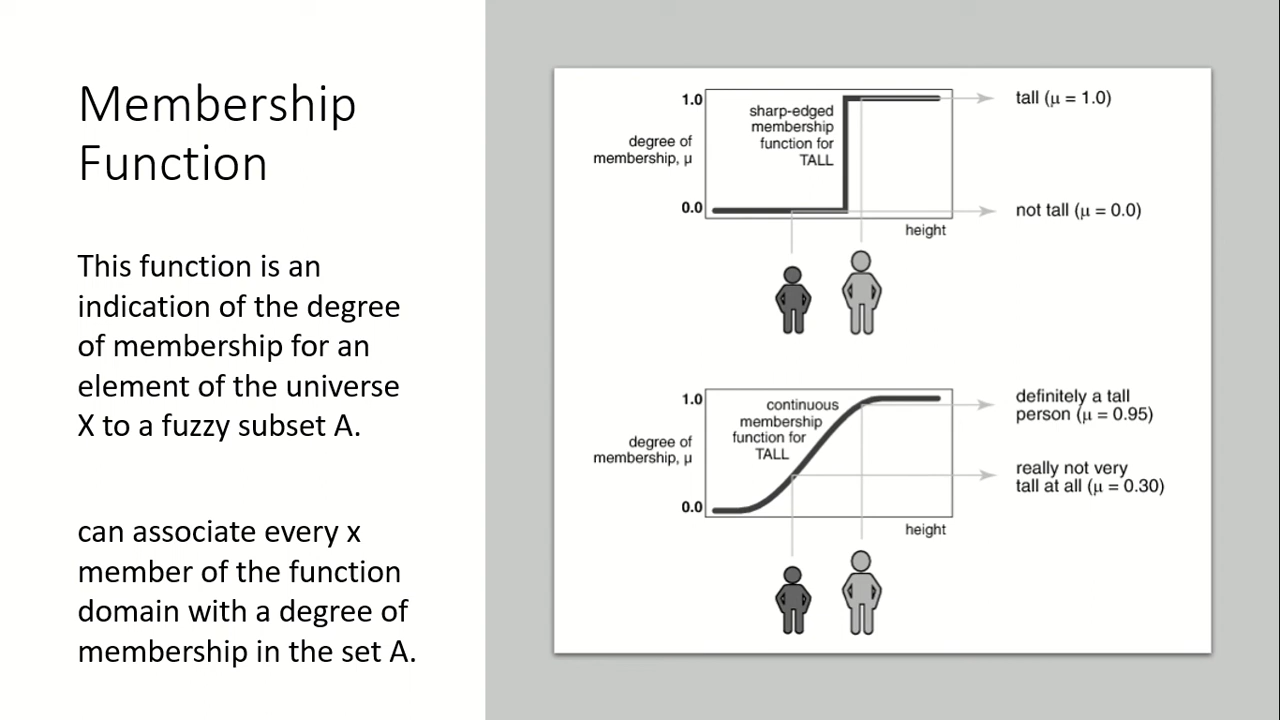 Membership
Function
This function is an
indication of the degree
of membership for an
element of the universe
X to a fuzzy subset A.
can associate every x
member of the function
domain with a degree of
membership in the set A.
1.0
sharp-edged
membership
function for
TALL
degree of
membership, μ
0.0
height
tall (μ = 1.0)
not tall (μ = 0.0)
1.0
continuous
membership
function for
TALL
degree of
membership, μ
0.0
height
definitely a tall
person (μ = 0.95)
really not very
tall at all (μ = 0.30)